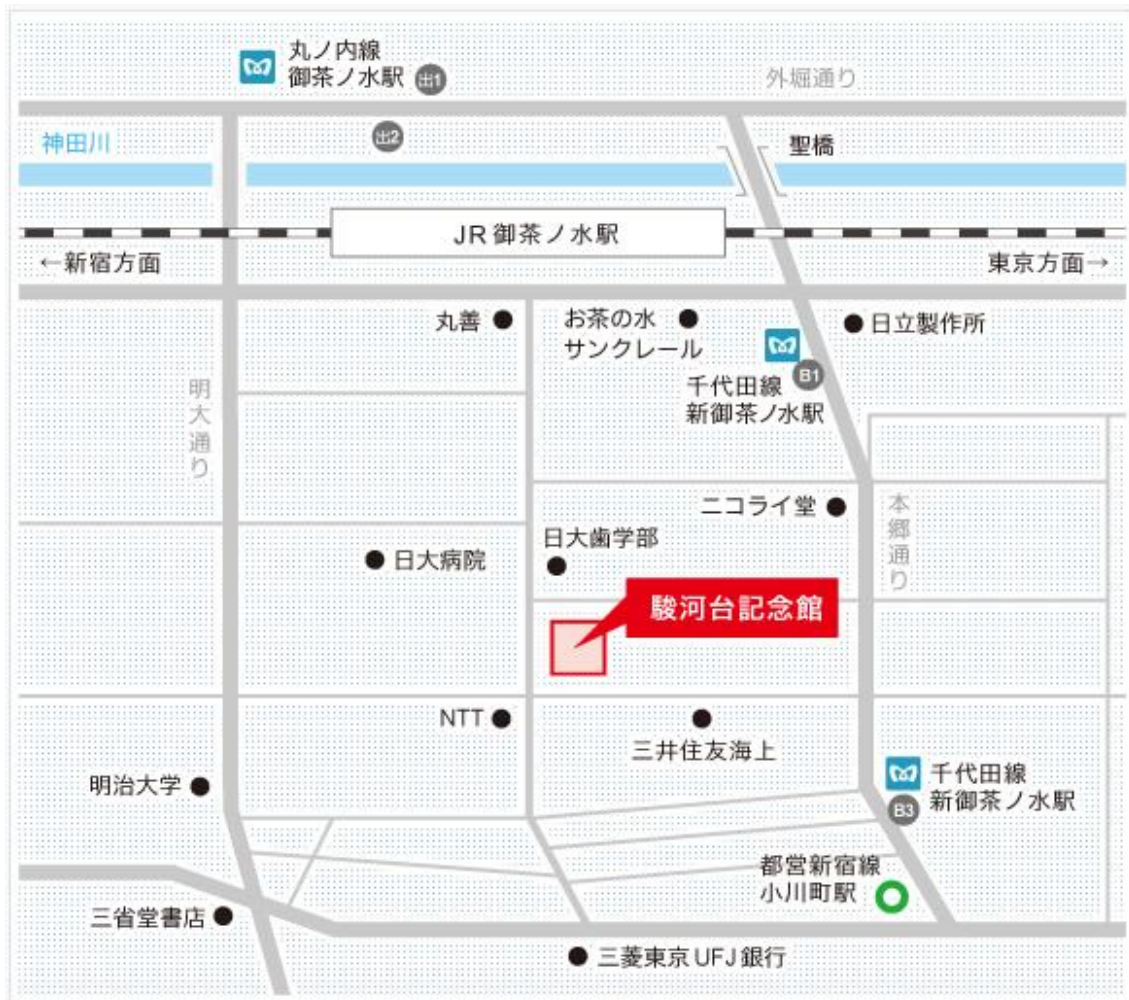 丸ノ内線
御茶ノ水駅 出1
外堀通り
神田川
出2
聖橋
JR 御茶ノ水駅
←新宿方面
東京方面→
丸善
お茶の水
サンクレール
日立製作所
千代田線 B1
新御茶ノ水駅
明大通り
ニコライ堂
本郷通り
日大歯学部
日大病院
駿河台記念館
NTT
三井住友海上
明治大学
千代田線
新御茶ノ水駅
B3
都営新宿線
小川町駅
三省堂書店
三菱東京UFJ銀行